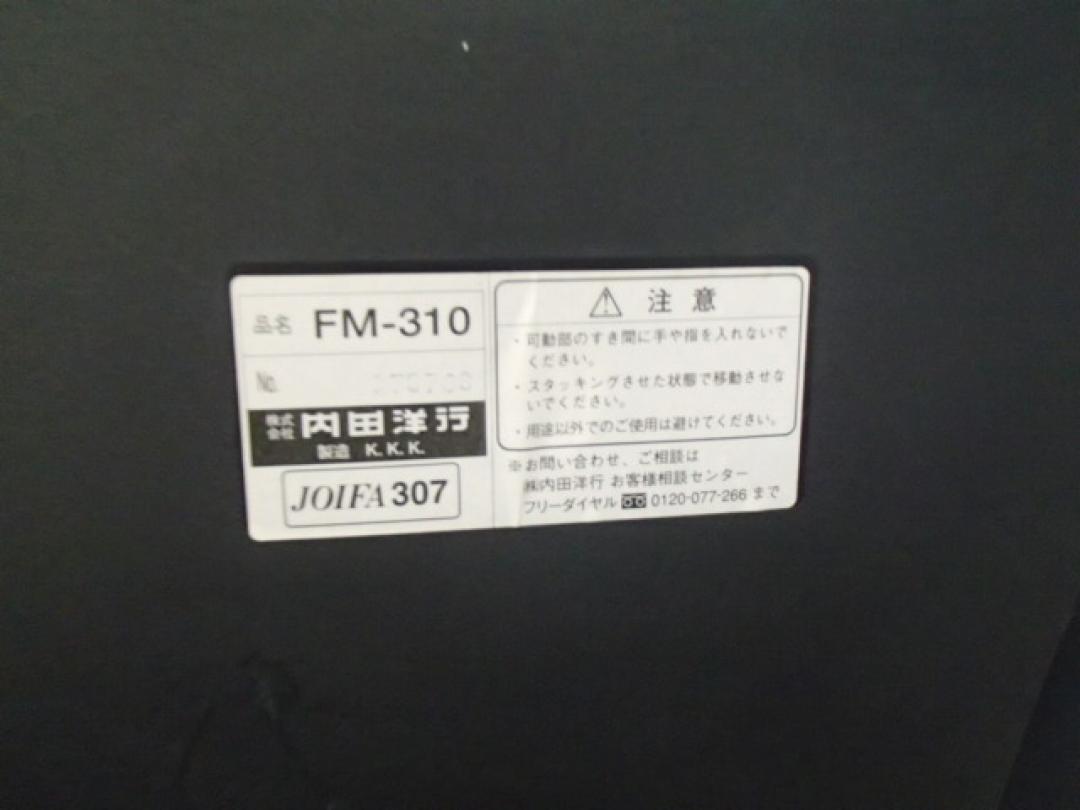 品名 FM-310
No.
株式会社 内田洋行
製造 K.K.K.
JOIFA 307
⚠ 注意
・可動部のすき間に手や指を入れないで
ください。
・スタッキングさせた状態で移動させな
いでください。
・用途以外でのご使用は避けてください。
※お問い合わせ、ご相談は
㈱内田洋行 お客様相談センター
フリーダイヤル 0120-077-266 まで